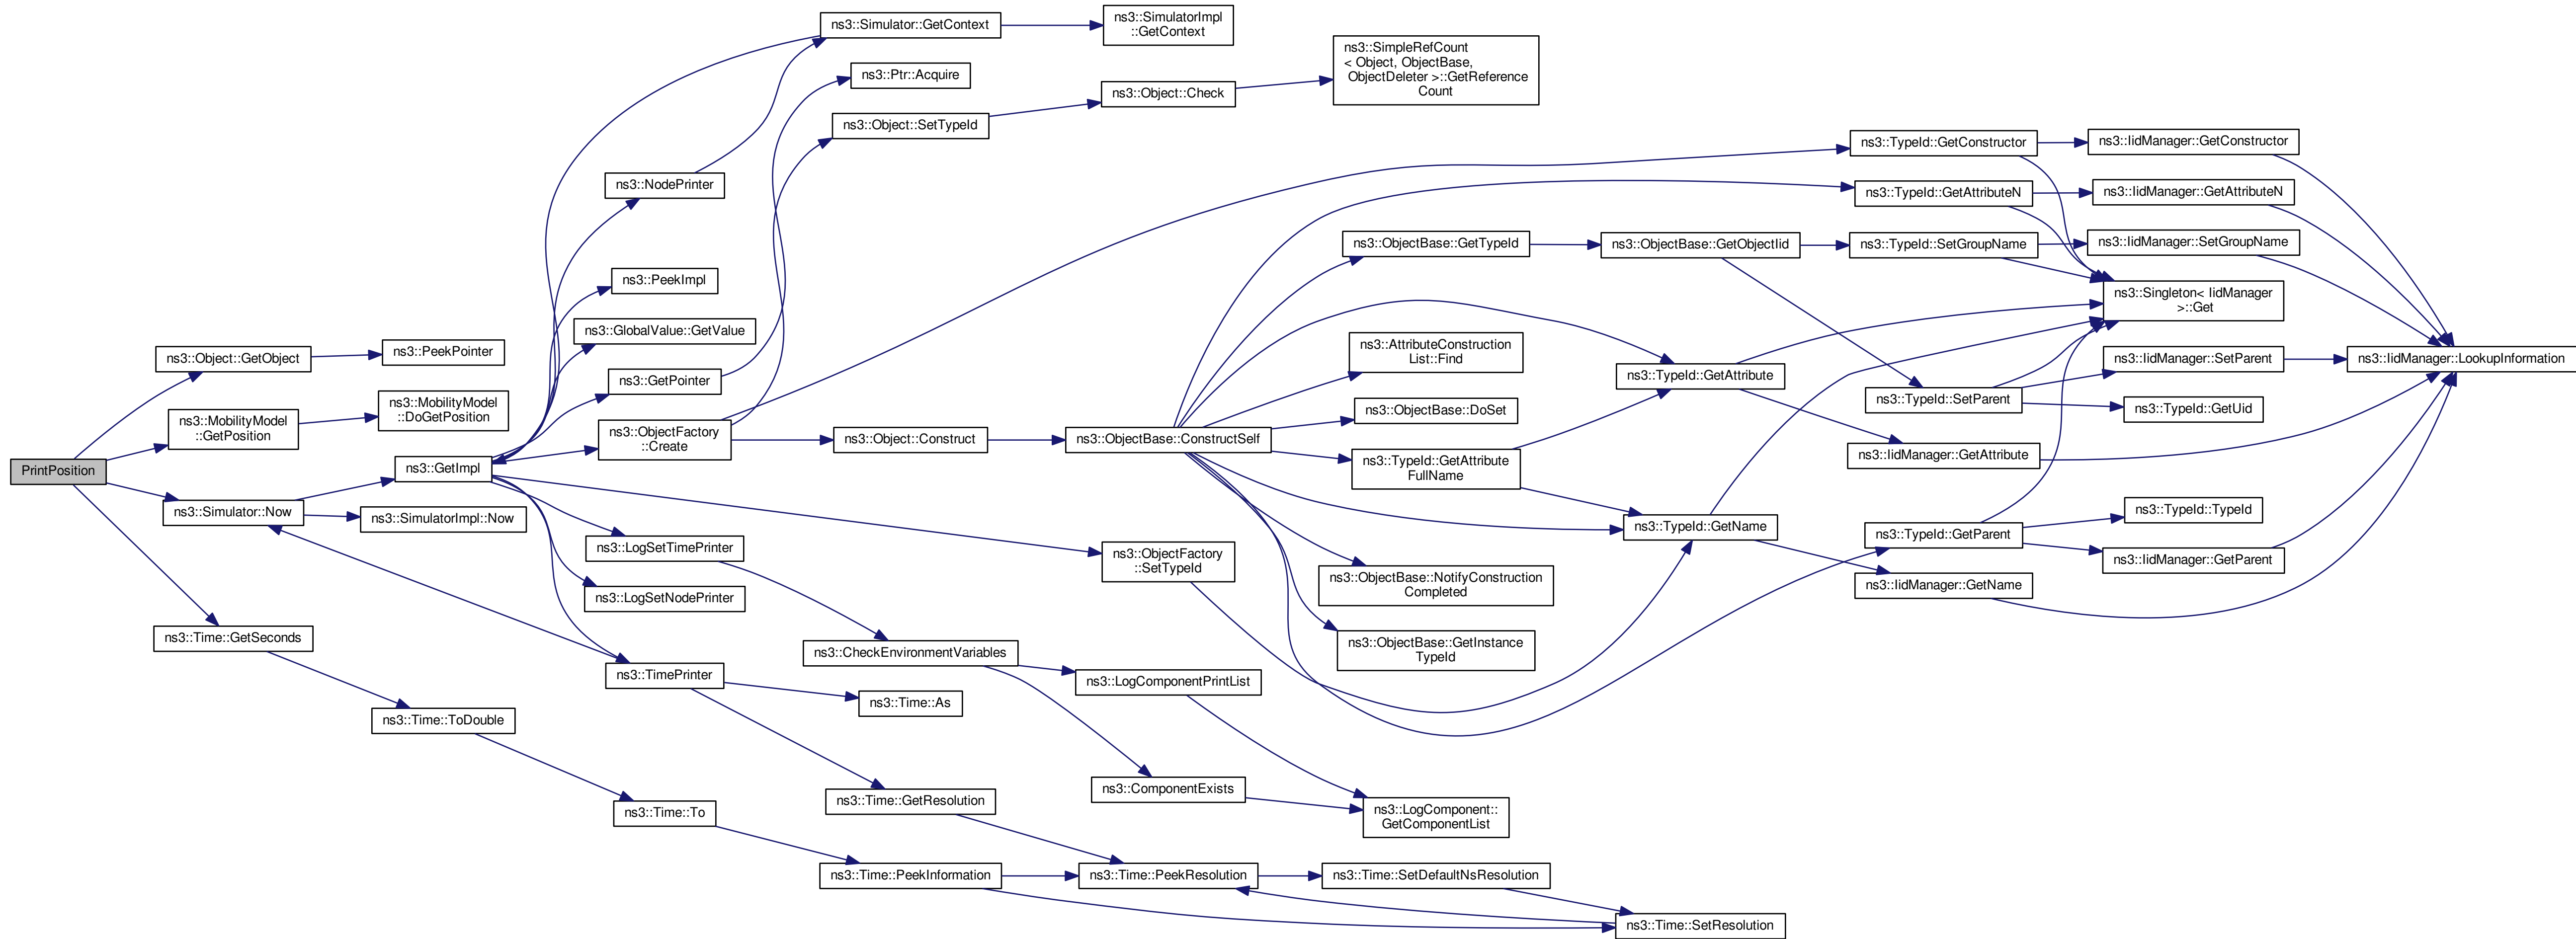 PrintPosition
ns3::Object::GetObject
ns3::PeekPointer
ns3::MobilityModel
::GetPosition
ns3::MobilityModel
::DoGetPosition
ns3::Simulator::Now
ns3::GetImpl
ns3::SimulatorImpl::Now
ns3::Time::GetSeconds
ns3::Time::ToDouble
ns3::Time::To
ns3::Simulator::GetContext
ns3::SimulatorImpl
::GetContext
ns3::Ptr::Acquire
ns3::Object::SetTypeId
ns3::Object::Check
ns3::SimpleRefCount
< Object, ObjectBase,
ObjectDeleter >::GetReference
Count
ns3::NodePrinter
ns3::PeekImpl
ns3::GlobalValue::GetValue
ns3::GetPointer
ns3::ObjectFactory
::Create
ns3::Object::Construct
ns3::ObjectBase::ConstructSelf
ns3::LogSetTimePrinter
ns3::LogSetNodePrinter
ns3::TimePrinter
ns3::ObjectFactory
::SetTypeId
ns3::CheckEnvironmentVariables
ns3::LogComponentPrintList
ns3::Time::As
ns3::ComponentExists
ns3::LogComponent::
GetComponentList
ns3::Time::GetResolution
ns3::Time::PeekInformation
ns3::Time::PeekResolution
ns3::Time::SetDefaultNsResolution
ns3::Time::SetResolution
ns3::ObjectBase::GetTypeId
ns3::ObjectBase::GetObjectIid
ns3::AttributeConstruction
List::Find
ns3::ObjectBase::DoSet
ns3::TypeId::GetAttribute
FullName
ns3::ObjectBase::NotifyConstruction
Completed
ns3::ObjectBase::GetInstance
TypeId
ns3::TypeId::GetAttribute
ns3::TypeId::GetName
ns3::TypeId::GetConstructor
ns3::IidManager::GetConstructor
ns3::TypeId::GetAttributeN
ns3::IidManager::GetAttributeN
ns3::TypeId::SetGroupName
ns3::IidManager::SetGroupName
ns3::Singleton< IidManager
>::Get
ns3::IidManager::SetParent
ns3::IidManager::LookupInformation
ns3::TypeId::SetParent
ns3::TypeId::GetUid
ns3::IidManager::GetAttribute
ns3::TypeId::TypeId
ns3::TypeId::GetParent
ns3::IidManager::GetParent
ns3::IidManager::GetName